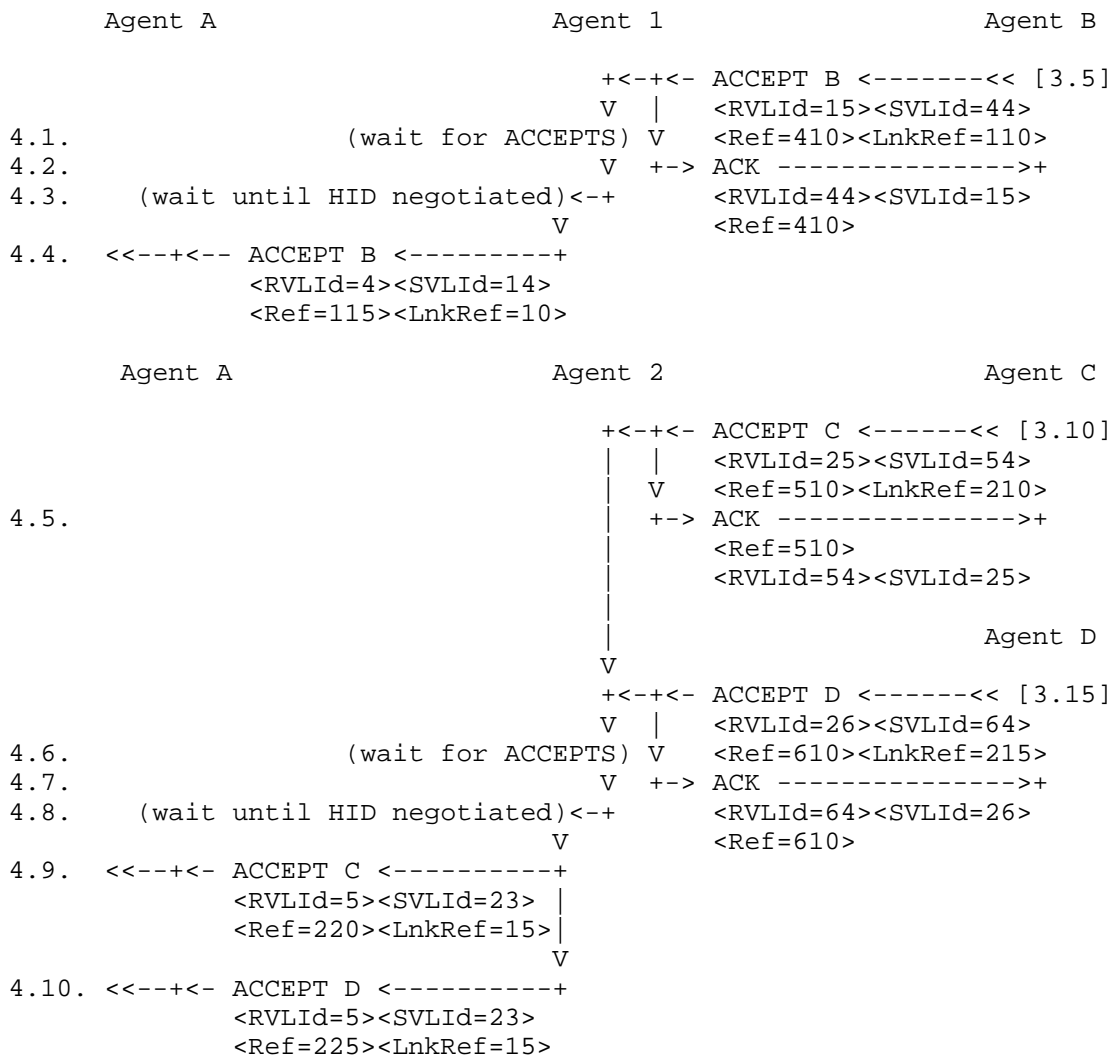 Agent A                    Agent 1                    Agent B

                                     +<-+<- ACCEPT B <-------<< [3.5]
                                     V  |   <RVLId=15><SVLId=44>
4.1.                 (wait for ACCEPTS) V   <Ref=410><LnkRef=110>
4.2.                                 V  +-> ACK --------------->+
4.3.    (wait until HID negotiated)<-+      <RVLId=44><SVLId=15>
                                  V         <Ref=410>
4.4.  <<--+<-- ACCEPT B <---------+
               <RVLId=4><SVLId=14>
               <Ref=115><LnkRef=10>

       Agent A                   Agent 2                    Agent C

                                     +<-+<- ACCEPT C <------<< [3.10]
                                     |  |   <RVLId=25><SVLId=54>
                                     |  V   <Ref=510><LnkRef=210>
4.5.                                 |  +-> ACK --------------->+
                                     |      <Ref=510>
                                     |      <RVLId=54><SVLId=25>
                                     |
                                     |                      Agent D
                                     V
                                     +<-+<- ACCEPT D <------<< [3.15]
                                     V  |   <RVLId=26><SVLId=64>
4.6.                 (wait for ACCEPTS) V   <Ref=610><LnkRef=215>
4.7.                                 V  +-> ACK --------------->+
4.8.    (wait until HID negotiated)<-+      <RVLId=64><SVLId=26>
                                  V         <Ref=610>
4.9.  <<--+<- ACCEPT C <----------+
              <RVLId=5><SVLId=23> |
              <Ref=220><LnkRef=15>|
                                  V
4.10. <<--+<- ACCEPT D <----------+
              <RVLId=5><SVLId=23>
              <Ref=225><LnkRef=15>